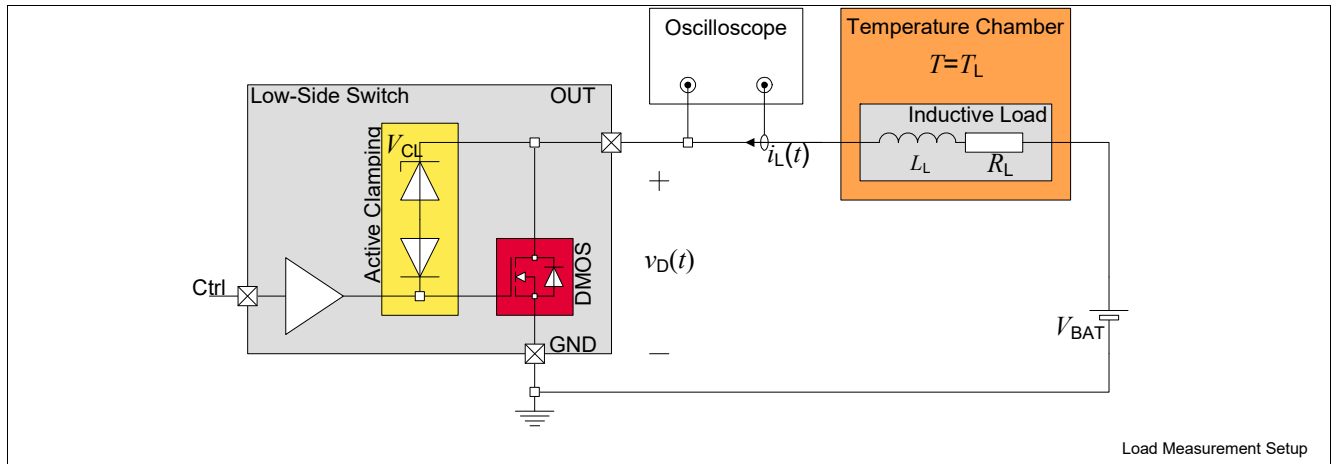 Oscilloscope
Temperature Chamber
T=TL
Low-Side Switch
OUT
Inductive Load
VCL
iL(t)
LL
RL
Active Clamping
+
vD(t)
DMOS
Ctrl
VBAT
GND
−
Load Measurement Setup